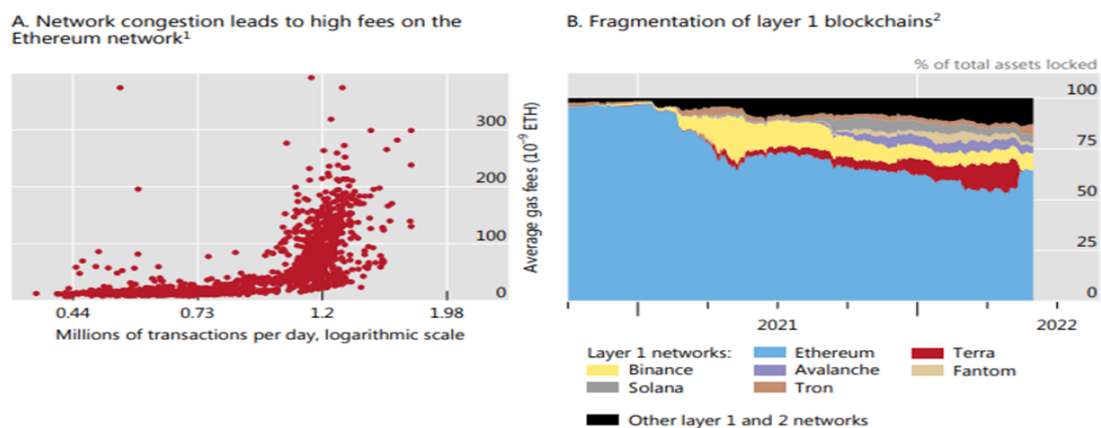 A. Network congestion leads to high fees on the
Ethereum network¹
300
200
100
0
Average gas fees (10⁻⁹ ETH)
0.44 0.73 1.2 1.98
Millions of transactions per day, logarithmic scale
B. Fragmentation of layer 1 blockchains²
% of total assets locked
100
75
50
25
0
2021 2022
Layer 1 networks: Ethereum Terra
Binance Avalanche Fantom
Solana Tron
Other layer 1 and 2 networks